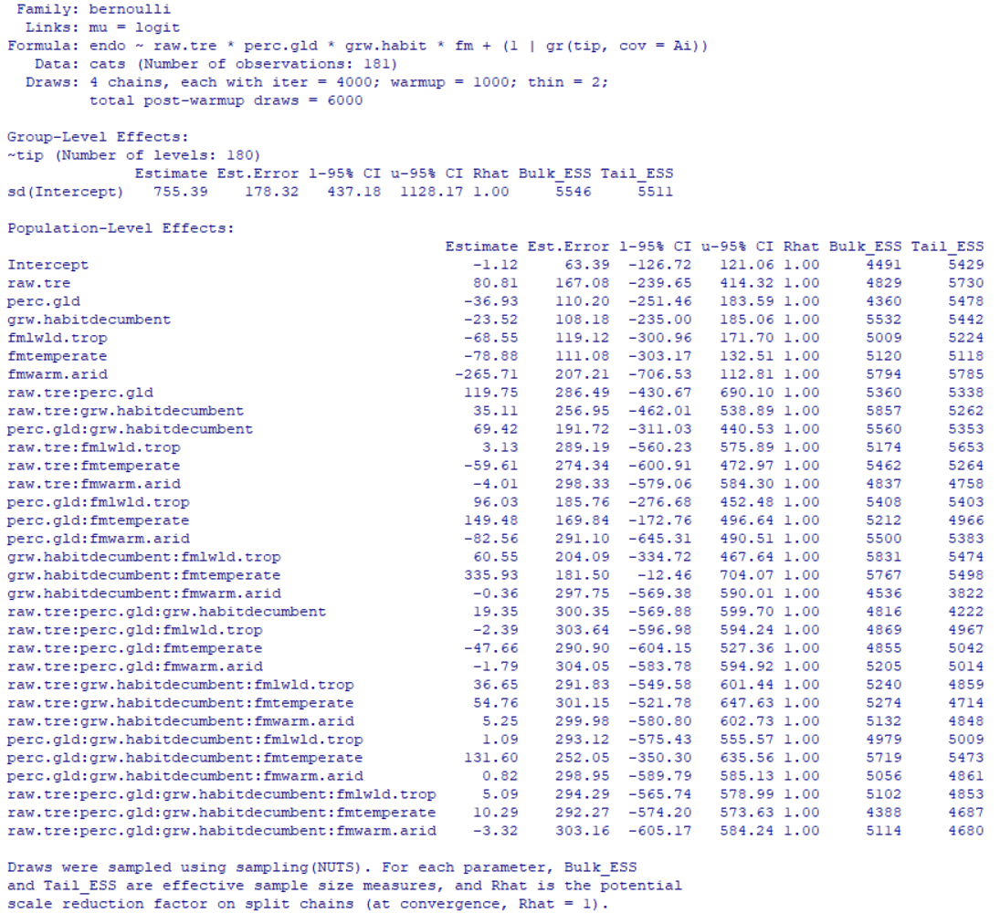 Family: bernoulli
Links: mu = logit
Formula: endo ~ raw.tre * perc.gld * grw.habit * fm + (1 | gr(tip, cov = Ai))
Data: cats (Number of observations: 181)
Draws: 4 chains, each with iter = 4000; warmup = 1000; thin = 2;
total post-warmup draws = 6000
Group-Level Effects:
~tip (Number of levels: 180)
Estimate Est.Error l-95% CI u-95% CI Rhat Bulk_ESS Tail_ESS
sd(Intercept) 755.39 178.32 437.18 1128.17 1.00 5546 5511
Population-Level Effects:
Estimate Est.Error l-95% CI u-95% CI Rhat Bulk_ESS Tail_ESS
Intercept -1.12 63.39 -126.72 121.06 1.00 4491 5429
raw.tre 80.81 167.08 -239.65 414.32 1.00 4829 5730
perc.gld -36.93 110.20 -251.46 183.59 1.00 4360 5478
grw.habitdecumbent -23.52 108.18 -235.00 185.06 1.00 5532 5442
fmlwld.trop -68.55 119.12 -300.96 171.70 1.00 5009 5224
fmtemperate -78.88 111.08 -303.17 132.51 1.00 5120 5118
fmwarm.arid -265.71 207.21 -706.53 112.81 1.00 5794 5785
raw.tre:perc.gld 119.75 286.49 -430.67 690.10 1.00 5360 5338
raw.tre:grw.habitdecumbent 35.11 256.95 -462.01 538.89 1.00 5857 5262
perc.gld:grw.habitdecumbent 69.42 191.72 -311.03 440.53 1.00 5560 5353
raw.tre:fmlwld.trop 3.13 289.19 -560.23 575.89 1.00 5174 5653
raw.tre:fmtemperate -59.61 274.34 -600.91 472.97 1.00 5462 5264
raw.tre:fmwarm.arid -4.01 298.33 -579.06 584.30 1.00 4837 4758
perc.gld:fmlwld.trop 96.03 185.76 -276.68 452.48 1.00 5408 5403
perc.gld:fmtemperate 149.48 169.84 -172.76 496.64 1.00 5212 4966
perc.gld:fmwarm.arid -82.56 291.10 -645.31 490.51 1.00 5500 5383
grw.habitdecumbent:fmlwld.trop 60.55 204.09 -334.72 467.64 1.00 5831 5474
grw.habitdecumbent:fmtemperate 335.93 181.50 -12.46 704.07 1.00 5767 5498
grw.habitdecumbent:fmwarm.arid -0.36 297.75 -569.38 590.01 1.00 4536 3822
raw.tre:perc.gld:grw.habitdecumbent 19.35 300.35 -569.88 599.70 1.00 4816 4222
raw.tre:perc.gld:fmlwld.trop -2.39 303.64 -596.98 594.24 1.00 4869 4967
raw.tre:perc.gld:fmtemperate -47.66 290.90 -604.15 527.36 1.00 4855 5042
raw.tre:perc.gld:fmwarm.arid -1.79 304.05 -583.78 594.92 1.00 5205 5014
raw.tre:grw.habitdecumbent:fmlwld.trop 36.65 291.83 -549.58 601.44 1.00 5240 4859
raw.tre:grw.habitdecumbent:fmtemperate 54.76 301.15 -521.78 647.63 1.00 5274 4714
raw.tre:grw.habitdecumbent:fmwarm.arid 5.25 299.98 -580.80 602.73 1.00 5132 4848
perc.gld:grw.habitdecumbent:fmlwld.trop 1.09 293.12 -575.43 555.57 1.00 4979 5009
perc.gld:grw.habitdecumbent:fmtemperate 131.60 252.05 -350.30 635.56 1.00 5719 5473
perc.gld:grw.habitdecumbent:fmwarm.arid 0.82 298.95 -589.79 585.13 1.00 5056 4861
raw.tre:perc.gld:grw.habitdecumbent:fmlwld.trop 5.09 294.29 -565.74 578.99 1.00 5102 4853
raw.tre:perc.gld:grw.habitdecumbent:fmtemperate 10.29 292.27 -574.20 573.63 1.00 4388 4687
raw.tre:perc.gld:grw.habitdecumbent:fmwarm.arid -3.32 303.16 -605.17 584.24 1.00 5114 4680
Draws were sampled using sampling(NUTS). For each parameter, Bulk_ESS
and Tail_ESS are effective sample size measures, and Rhat is the potential
scale reduction factor on split chains (at convergence, Rhat = 1).